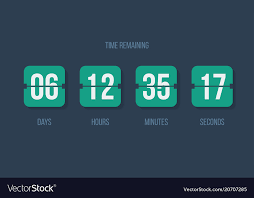 TIME REMAINING
06 12 35 17
DAYS HOURS MINUTES SECONDS
VectorStock® VectorStock.com/20707285